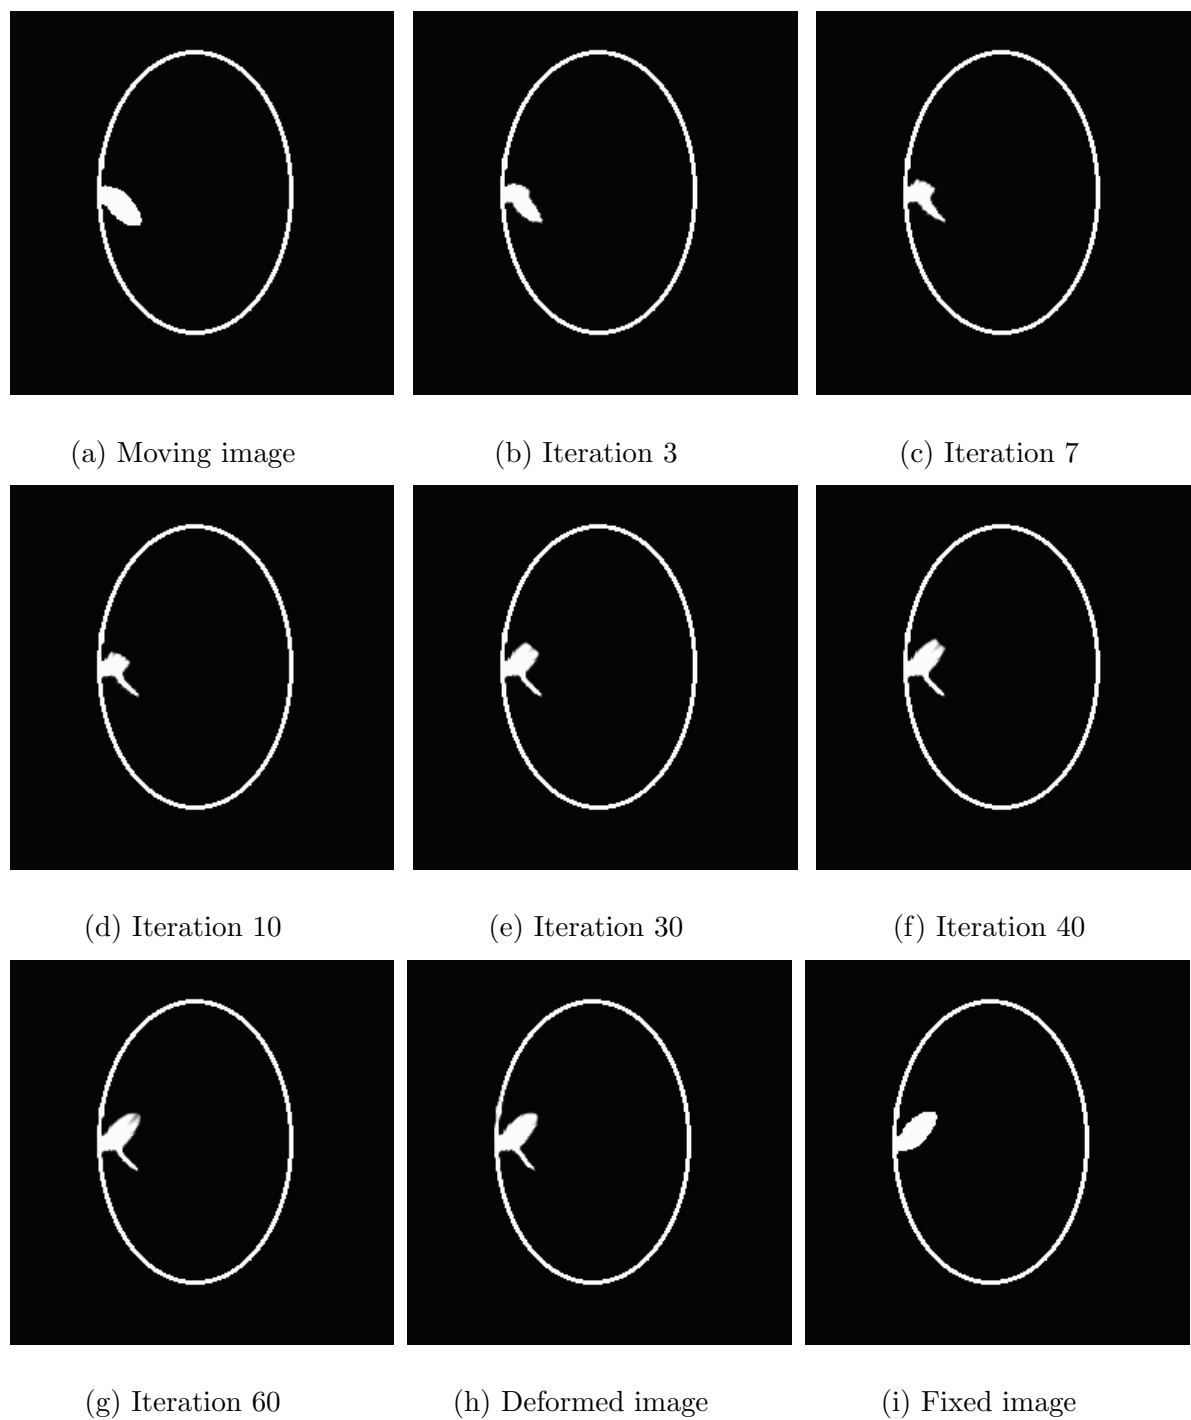 (a) Moving image
(b) Iteration 3
(c) Iteration 7
(d) Iteration 10
(e) Iteration 30
(f) Iteration 40
(g) Iteration 60
(h) Deformed image
(i) Fixed image